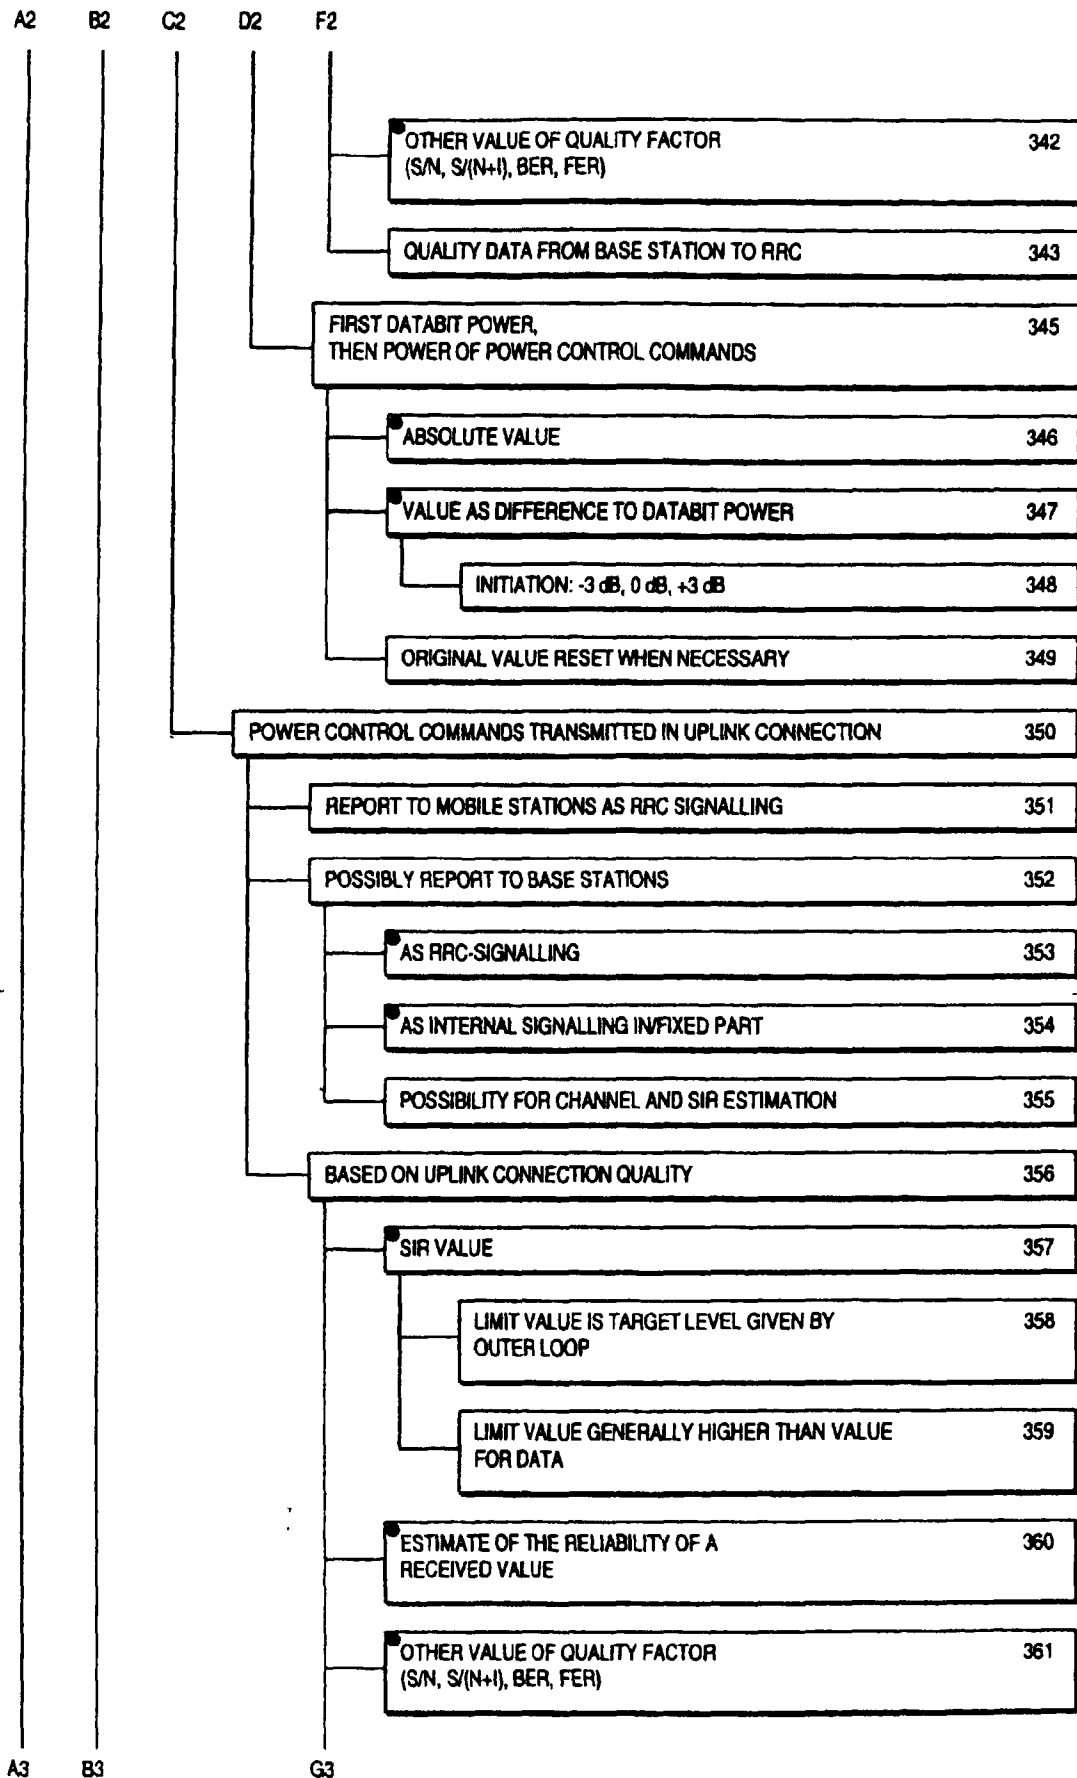 A2 B2 C2 D2 F2
OTHER VALUE OF QUALITY FACTOR 342
(S/N, S/(N+I), BER, FER)
QUALITY DATA FROM BASE STATION TO RRC 343
FIRST DATABIT POWER, 345
THEN POWER OF POWER CONTROL COMMANDS
ABSOLUTE VALUE 346
VALUE AS DIFFERENCE TO DATABIT POWER 347
INITIATION: -3 dB, 0 dB, +3 dB 348
ORIGINAL VALUE RESET WHEN NECESSARY 349
POWER CONTROL COMMANDS TRANSMITTED IN UPLINK CONNECTION 350
REPORT TO MOBILE STATIONS AS RRC SIGNALLING 351
POSSIBLY REPORT TO BASE STATIONS 352
AS RRC-SIGNALLING 353
AS INTERNAL SIGNALLING IN/FIXED PART 354
POSSIBILITY FOR CHANNEL AND SIR ESTIMATION 355
BASED ON UPLINK CONNECTION QUALITY 356
SIR VALUE 357
LIMIT VALUE IS TARGET LEVEL GIVEN BY 358
OUTER LOOP
LIMIT VALUE GENERALLY HIGHER THAN VALUE 359
FOR DATA
ESTIMATE OF THE RELIABILITY OF A 360
RECEIVED VALUE
OTHER VALUE OF QUALITY FACTOR 361
(S/N, S/(N+I), BER, FER)
A3 B3 G3